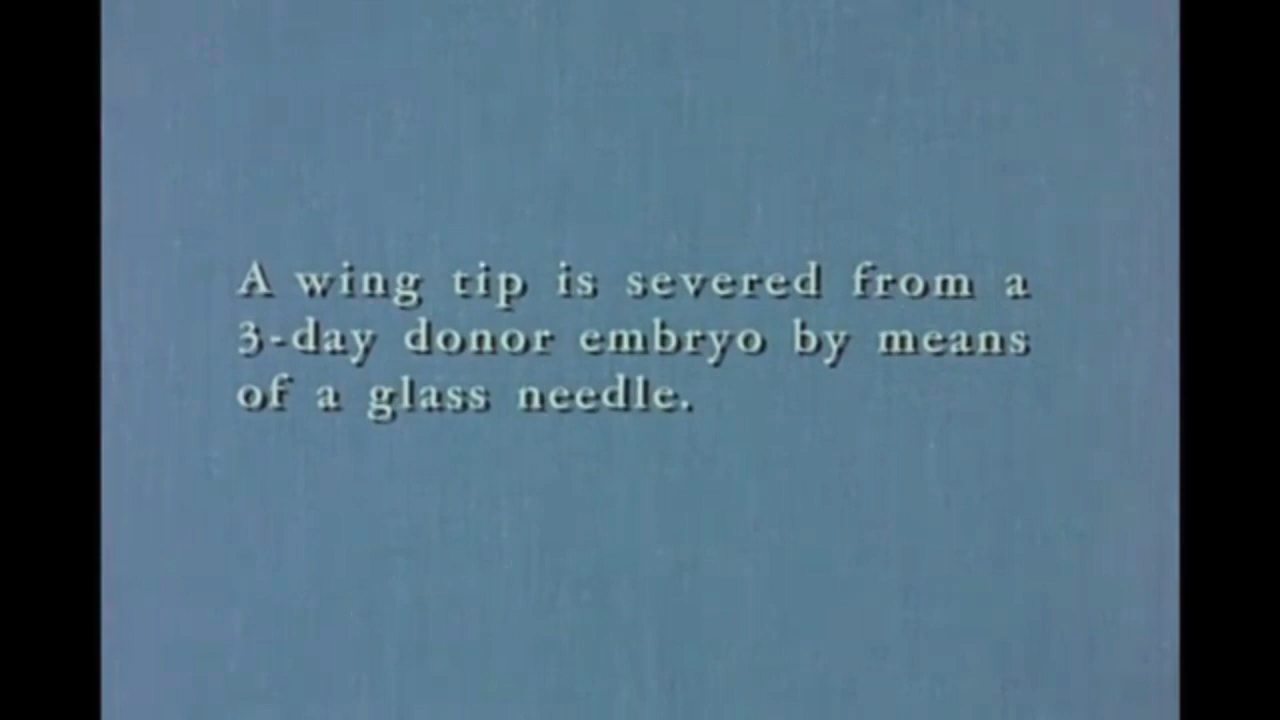 A wing tip is severed from a
3-day donor embryo by means
of a glass needle.